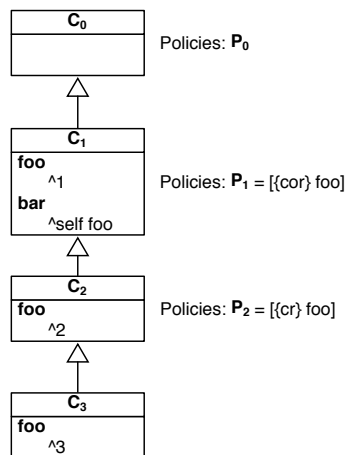 C₀
Policies: P₀
C₁
foo
^1
bar
^self foo
Policies: P₁ = [{cor} foo]
C₂
foo
^2
Policies: P₂ = [{cr} foo]
C₃
foo
^3